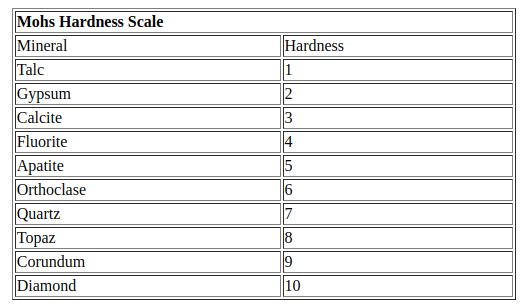 Mohs Hardness Scale
Mineral Hardness
Talc 1
Gypsum 2
Calcite 3
Fluorite 4
Apatite 5
Orthoclase 6
Quartz 7
Topaz 8
Corundum 9
Diamond 10